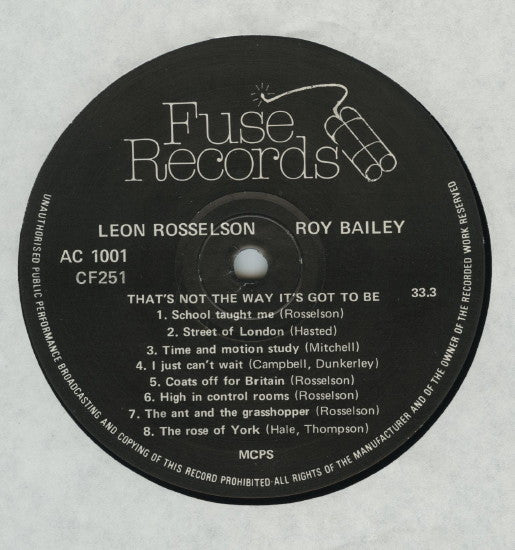 Fuse
Records
LEON ROSSELSON ROY BAILEY
AC 1001
CF251
THAT'S NOT THE WAY IT'S GOT TO BE 33.3
1. School taught me (Rosselson)
2. Street of London (Hasted)
3. Time and motion study (Mitchell)
4. I just can't wait (Campbell, Dunkerley)
5. Coats off for Britain (Rosselson)
6. High in control rooms (Rosselson)
7. The ant and the grasshopper (Rosselson)
8. The rose of York (Hale, Thompson)
MCPS
UNAUTHORISED PUBLIC PERFORMANCE BROADCASTING AND COPYING OF THIS RECORD PROHIBITED-ALL RIGHTS OF THE MANUFACTURER AND OF THE OWNER OF THE RECORDED WORK RESERVED